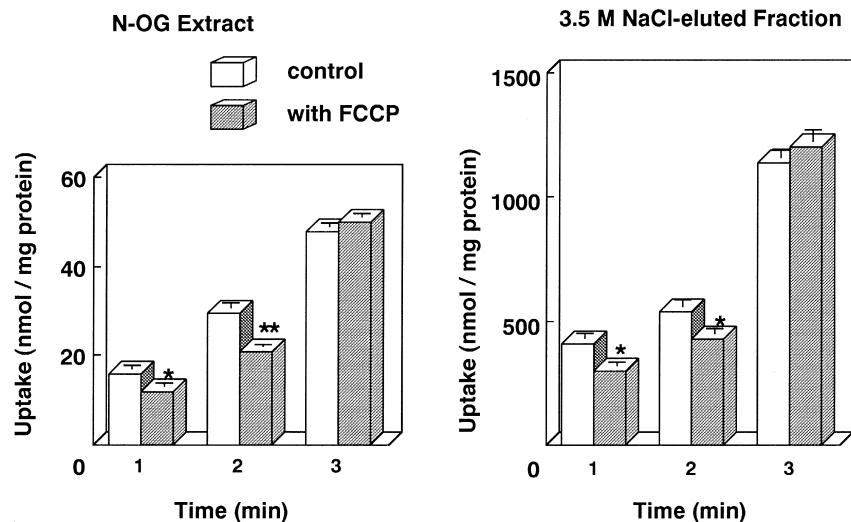 N-OG Extract
control
with FCCP
Uptake (nmol / mg protein)
60
40
20
0
*
**
1 2 3
Time (min)
3.5 M NaCl-eluted Fraction
Uptake (nmol / mg protein)
1500
1000
500
0
*
*
1 2 3
Time (min)